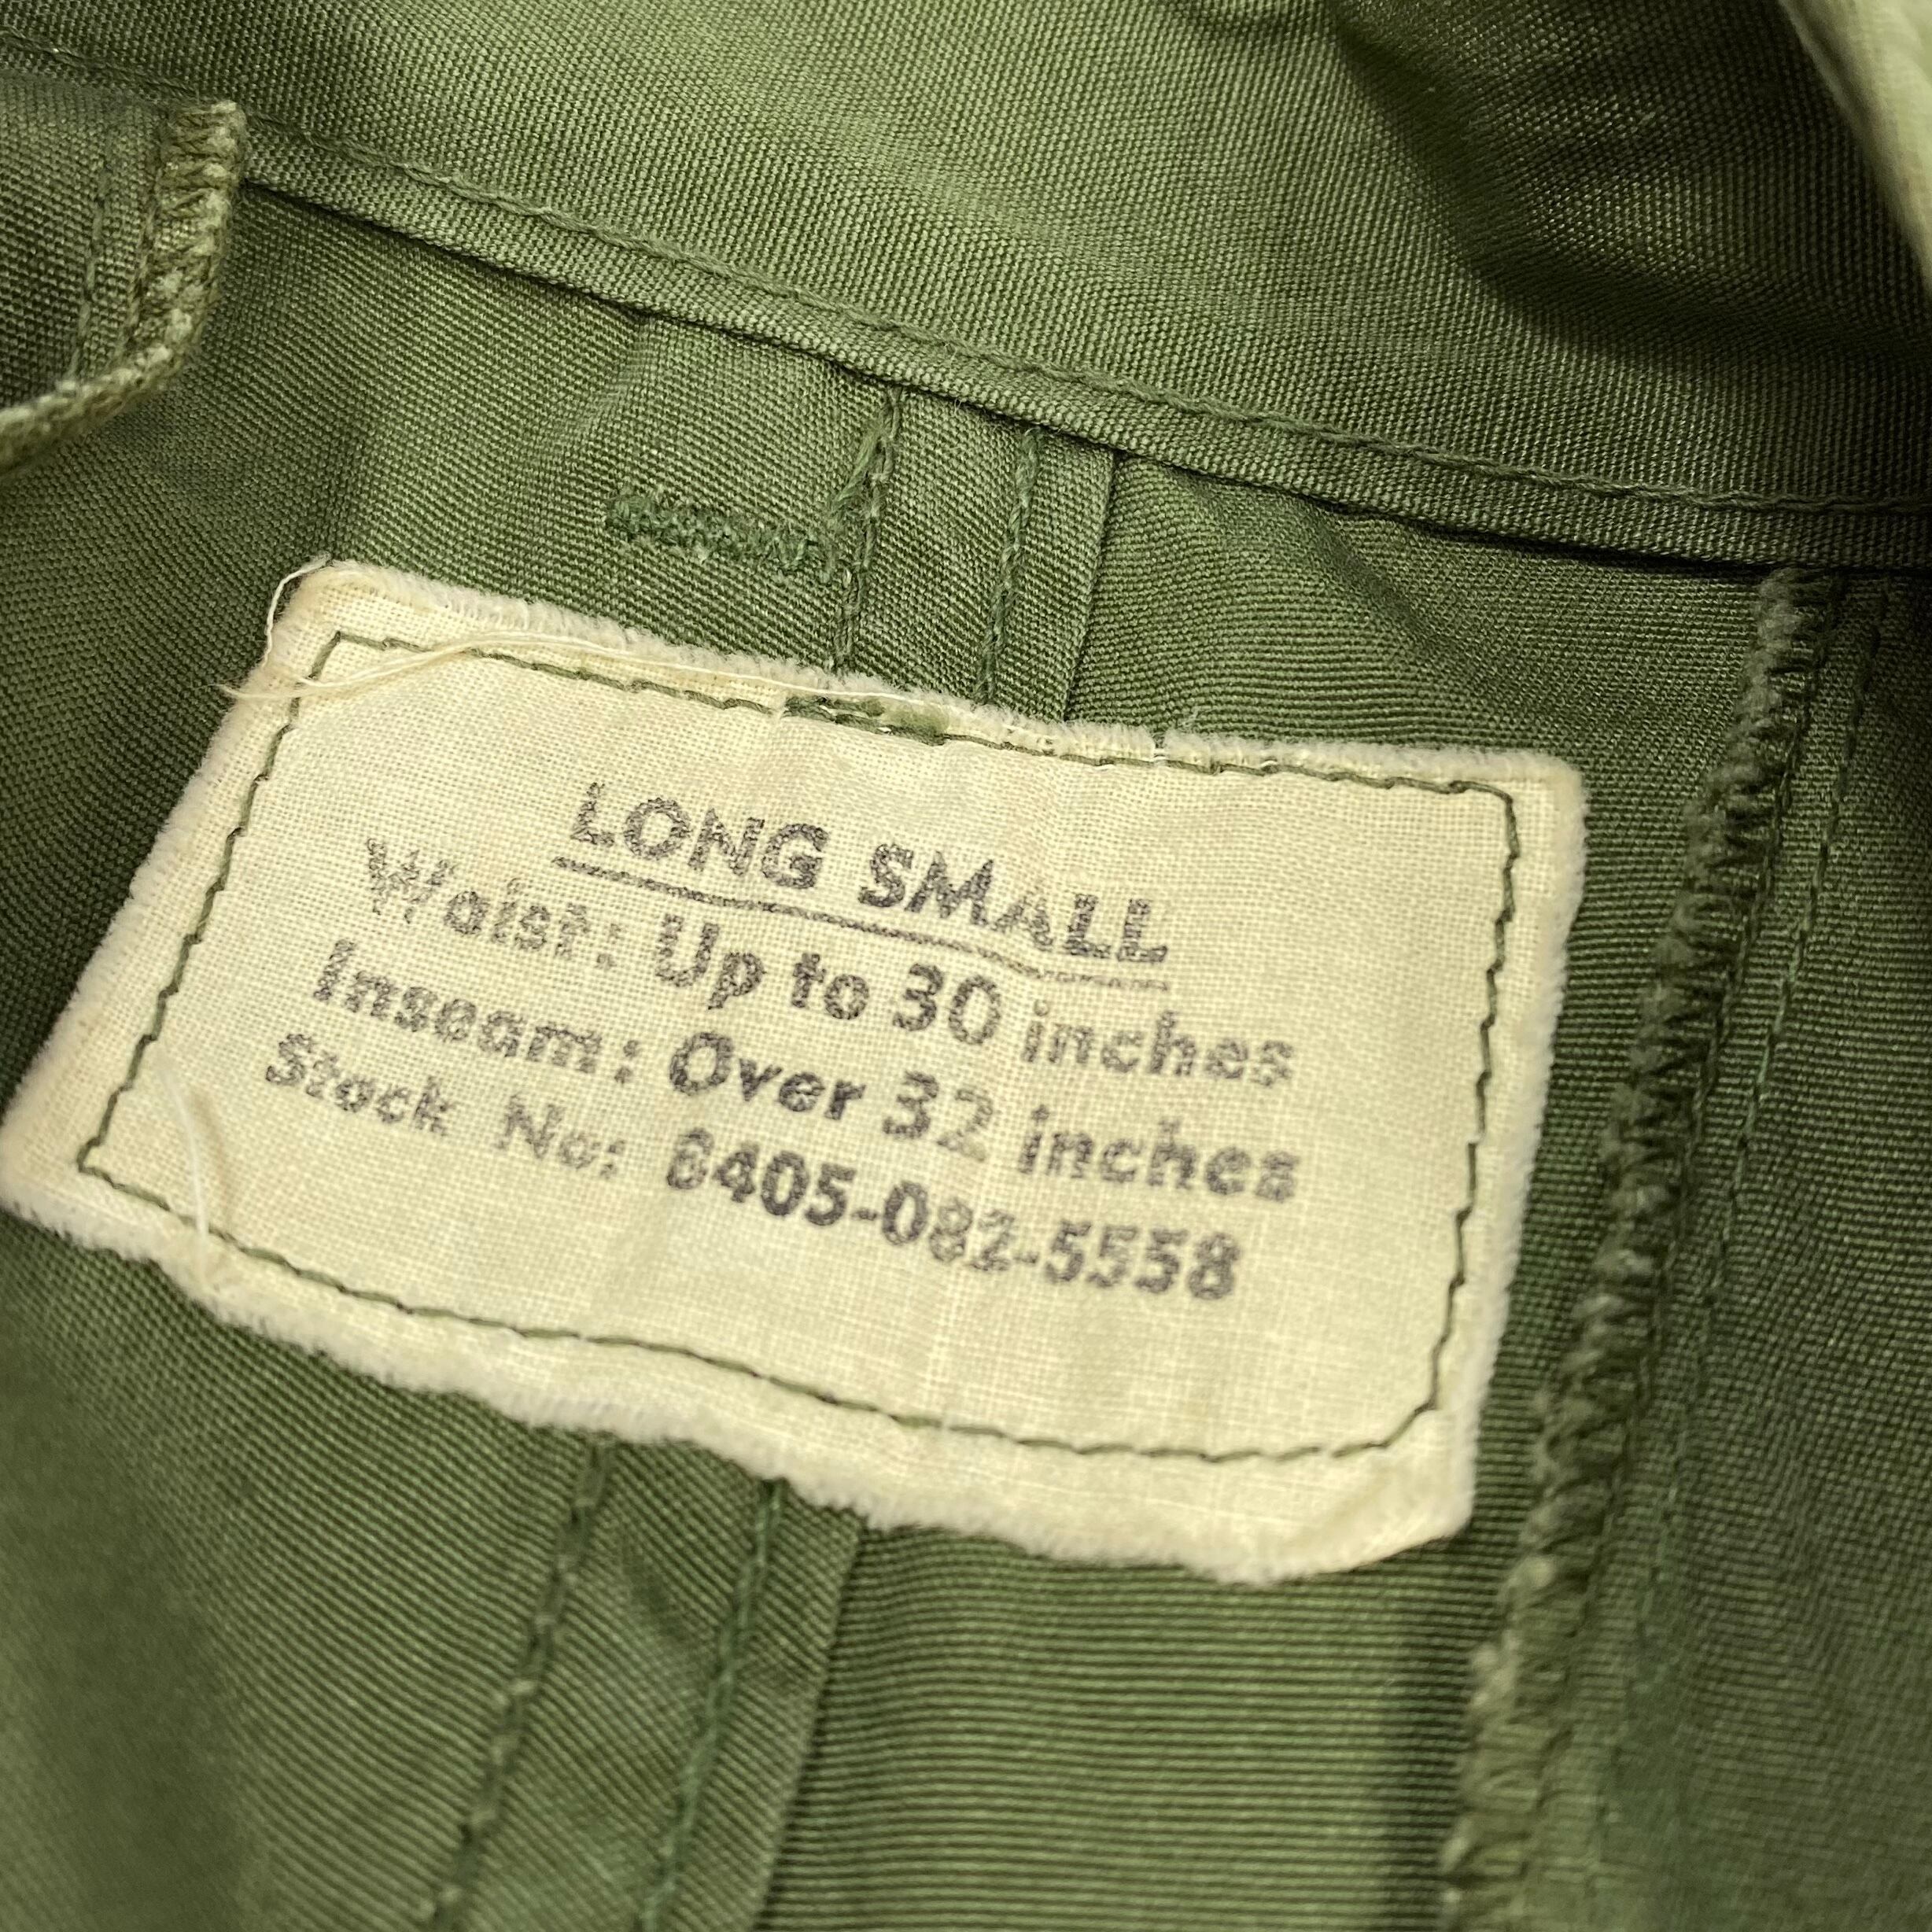 LONG SMALL
Waist: Up to 30 inches
Inseam: Over 32 inches
Stock No: 8405-082-5558